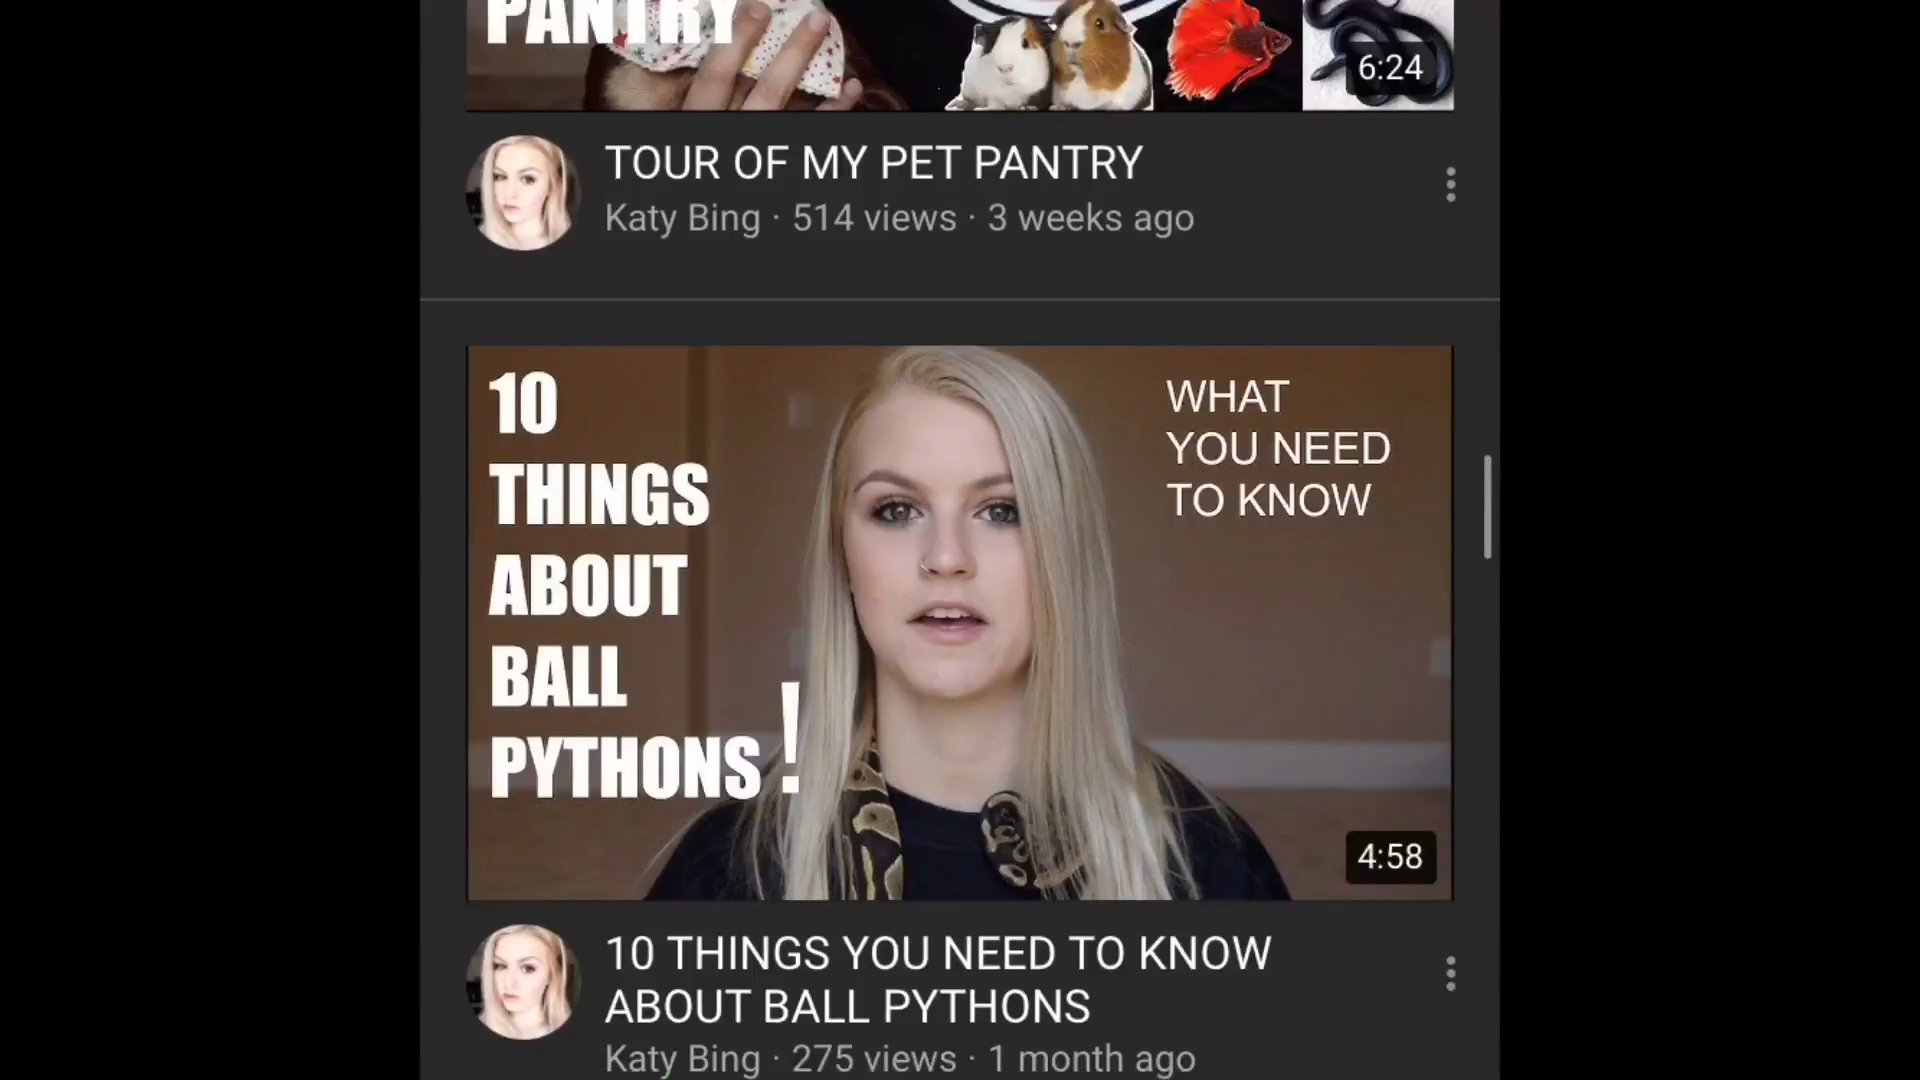 PANTRY
6:24
TOUR OF MY PET PANTRY
Katy Bing · 514 views · 3 weeks ago
10
THINGS
ABOUT
BALL
PYTHONS!
WHAT
YOU NEED
TO KNOW
4:58
10 THINGS YOU NEED TO KNOW
ABOUT BALL PYTHONS
Katy Bing · 275 views · 1 month ago